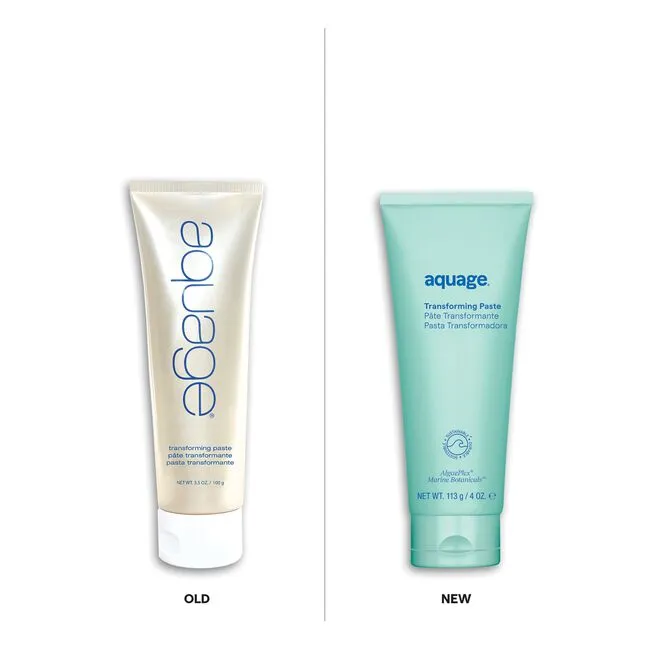 aquage®
transforming paste
pâte transformante
pasta transformante
NET WT. 3.5 OZ. / 100 g
OLD
aquage.
Transforming Paste
Pâte Transformante
Pasta Transformadora
AlgaePlex®
Marine Botanicals™
NET WT. 113 g / 4 OZ. ℮
NEW